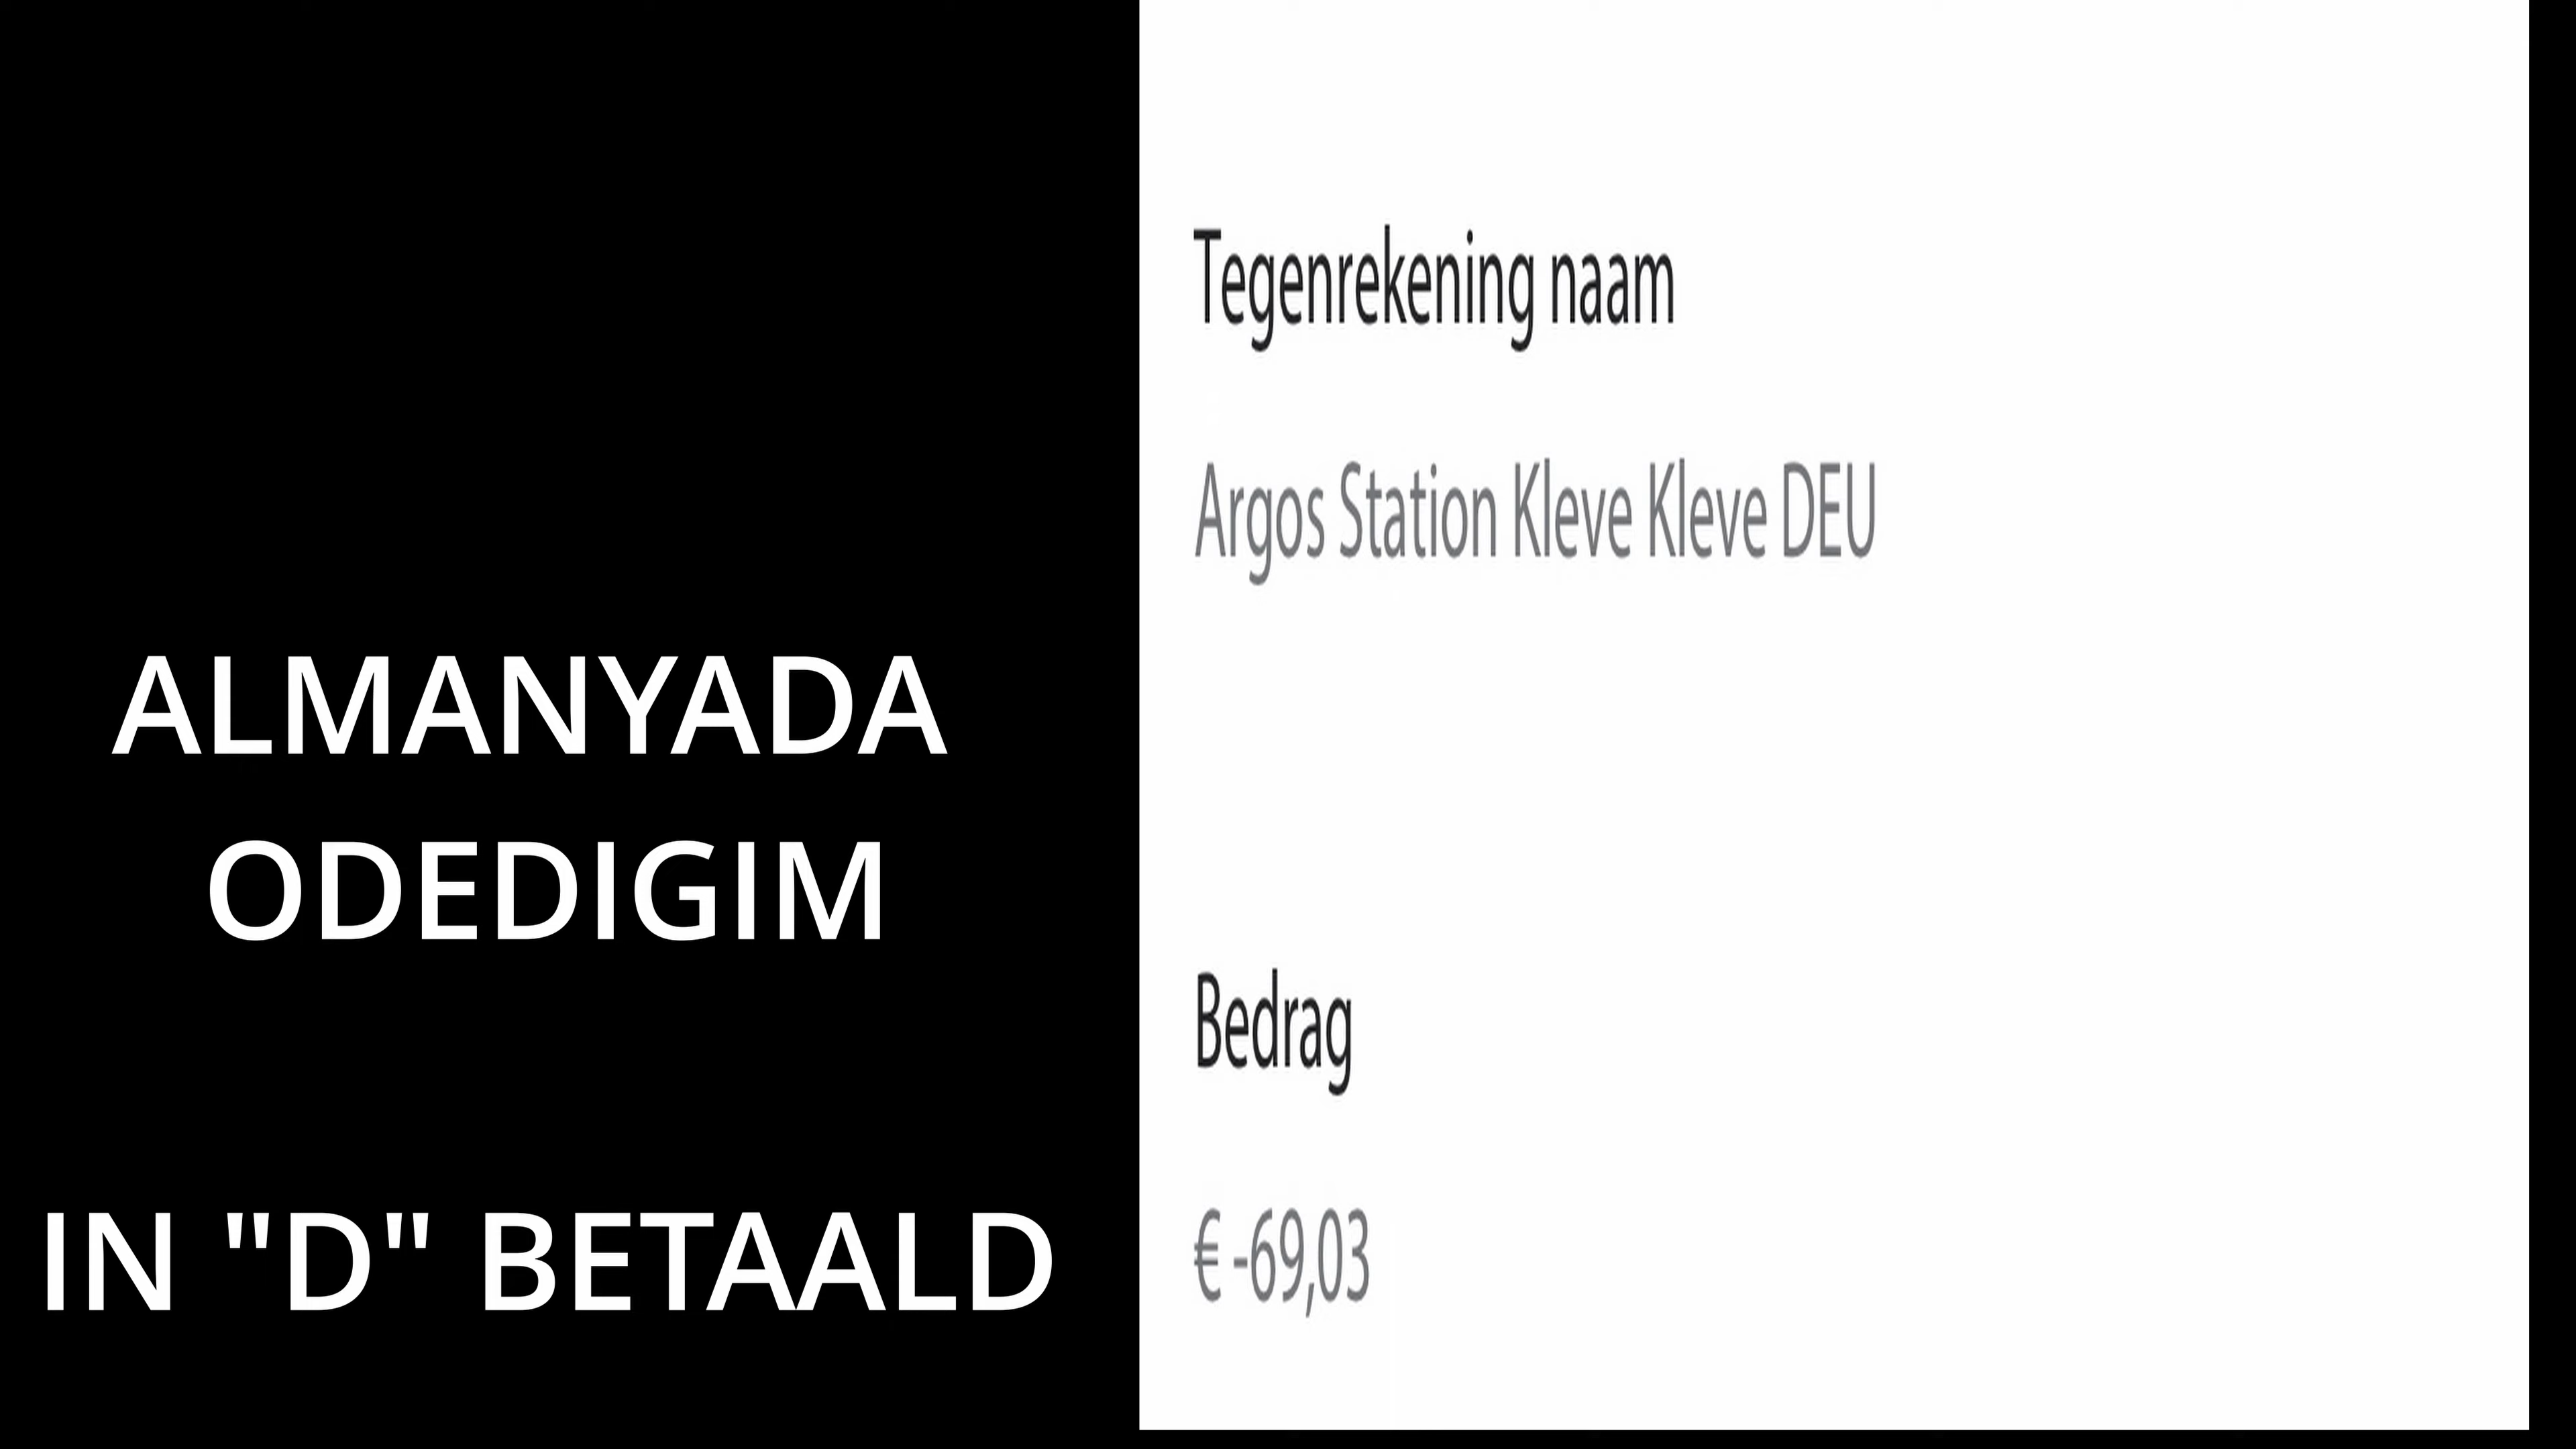 ALMANYADA
ODEDIGIM
IN "D" BETAALD
Tegenrekening naam
Argos Station Kleve Kleve DEU
Bedrag
€ -69,03